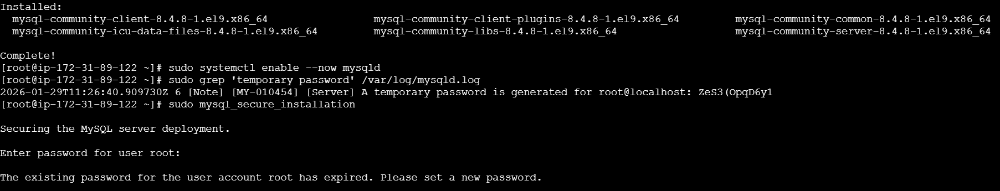 Installed:
mysql-community-client-8.4.8-1.el9.x86_64 mysql-community-client-plugins-8.4.8-1.el9.x86_64 mysql-community-common-8.4.8-1.el9.x86_64
mysql-community-icu-data-files-8.4.8-1.el9.x86_64 mysql-community-libs-8.4.8-1.el9.x86_64 mysql-community-server-8.4.8-1.el9.x86_64
Complete!
[root@ip-172-31-89-122 ~]# sudo systemctl enable --now mysqld
[root@ip-172-31-89-122 ~]# sudo grep 'temporary password' /var/log/mysqld.log
2026-01-29T11:26:40.909730Z 6 [Note] [MY-010454] [Server] A temporary password is generated for root@localhost: ZeS3(OpqD6y1
[root@ip-172-31-89-122 ~]# sudo mysql_secure_installation
Securing the MySQL server deployment.
Enter password for user root:
The existing password for the user account root has expired. Please set a new password.